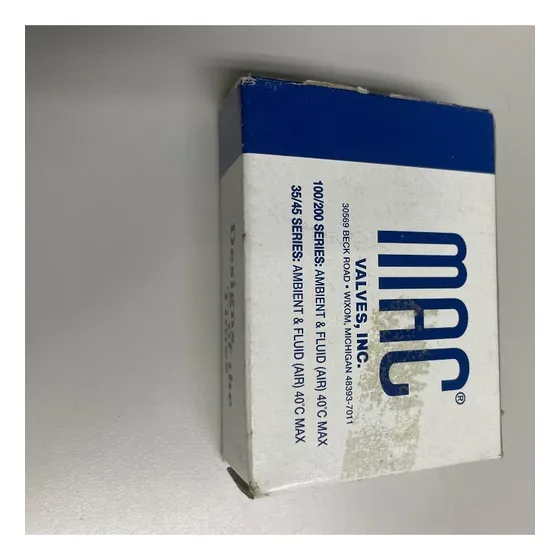 MAC®
VALVES, INC.
30569 BECK ROAD • WIXOM, MICHIGAN 48393-7011
100/200 SERIES: AMBIENT & FLUID (AIR) 40°C MAX
35/45 SERIES: AMBIENT & FLUID (AIR) 40°C MAX